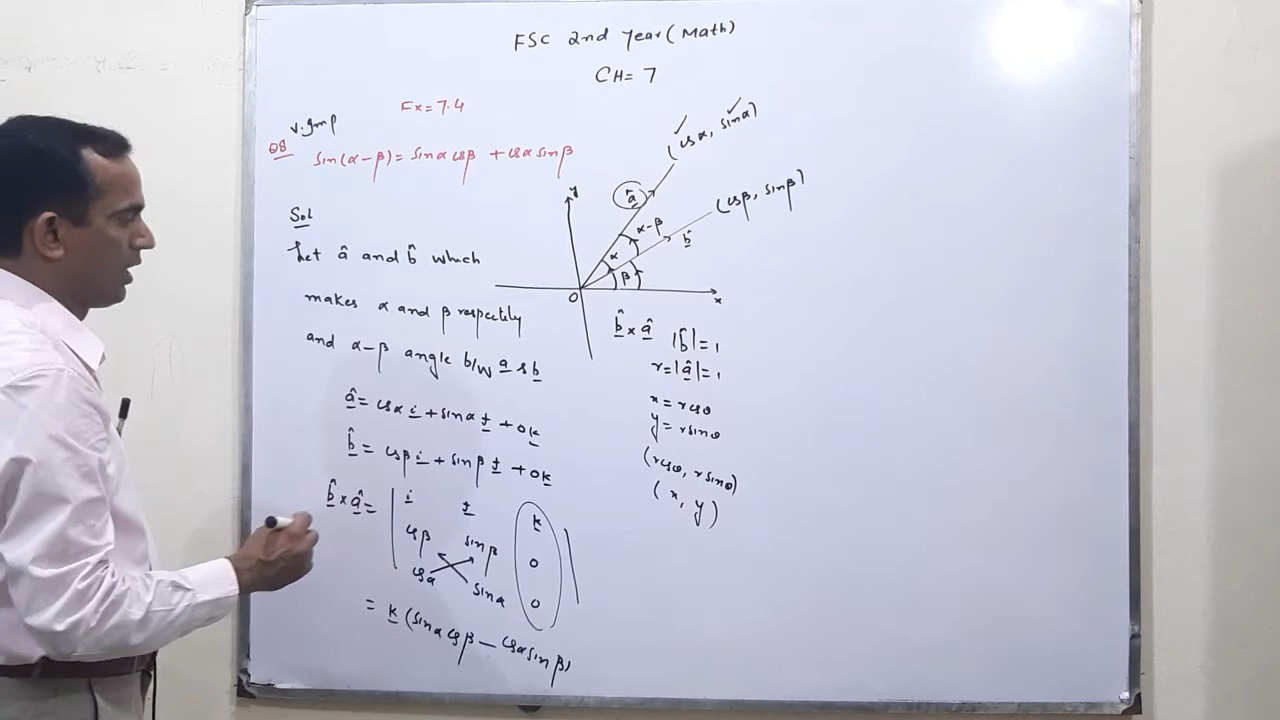 FSC 2nd Year (Math)
CH = 7
Ex = 7.4
V. Imp
Q8 sin(α-β) = sinα cosβ + cosα sinβ
Sol
Let â and b̂ which
makes α and β respectily
and α-β angle b/w a & b
â = cosα i + sinα j + 0k
b̂ = cosβ i + sinβ j + 0k
b̂ × â = | i j k |
cosβ sinβ 0
cosα sinα 0
= k (sinα cosβ - cosα sinβ)
(cosα, sinα)
(cosβ, sinβ)
y
â
α-β
b̂
α
β
O
x
b̂ × â
|b̂| = 1
r = |â| = 1
x = r cosθ
y = r sinθ
(r cosθ, r sinθ)
(x, y)